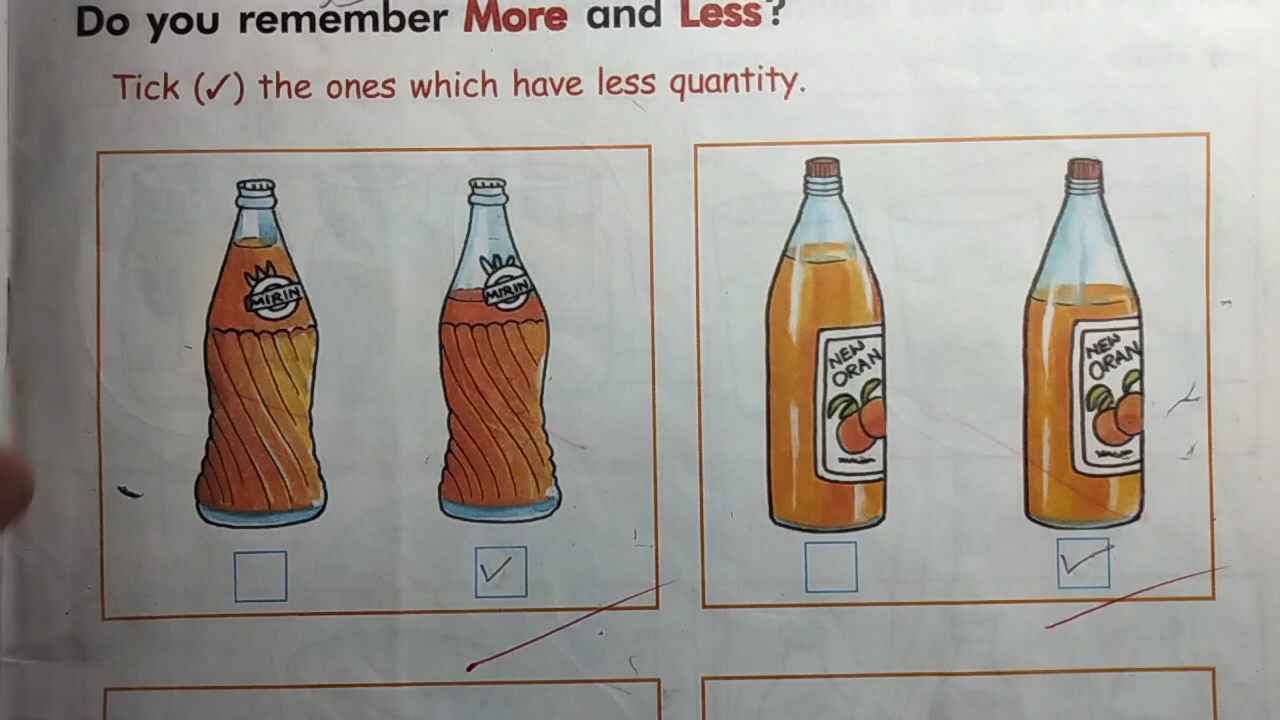 Do you remember More and Less?
Tick (✓) the ones which have less quantity.
MIRIN
MIRIN
NEW
ORAN
NEW
ORAN